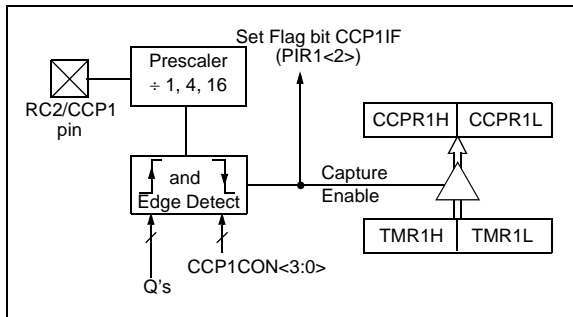 Set Flag bit CCP1IF
(PIR1<2>)
Prescaler
÷ 1, 4, 16
RC2/CCP1
pin
CCPR1H CCPR1L
and
Edge Detect
Capture
Enable
TMR1H TMR1L
CCP1CON<3:0>
Q's